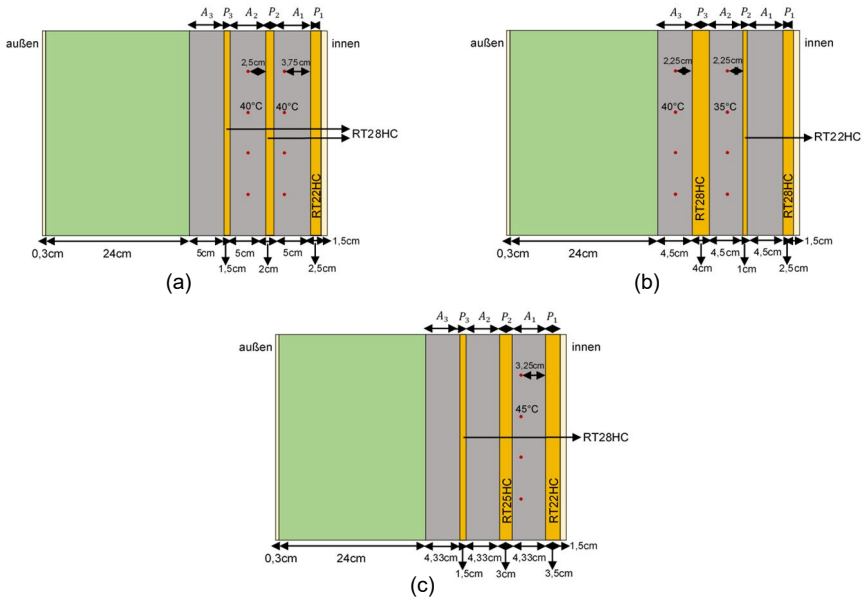 A₃ P₃ A₂ P₂ A₁ P₁
außen innen
2,5cm 3,75cm
40°C 40°C
RT28HC
RT22HC
0,3cm 24cm 5cm 5cm 5cm 1,5cm
1,5cm 2cm 2,5cm
(a)
A₃ P₃ A₂ P₂ A₁ P₁
außen innen
2,25cm 2,25cm
40°C 35°C
RT22HC
RT28HC RT28HC
0,3cm 24cm 4,5cm 4,5cm 4,5cm 1,5cm
4cm 1cm 2,5cm
(b)
A₃ P₃ A₂ P₂ A₁ P₁
außen innen
3,25cm
45°C
RT28HC
RT25HC RT22HC
0,3cm 24cm 4,33cm 4,33cm 4,33cm 1,5cm
1,5cm 3cm 3,5cm
(c)